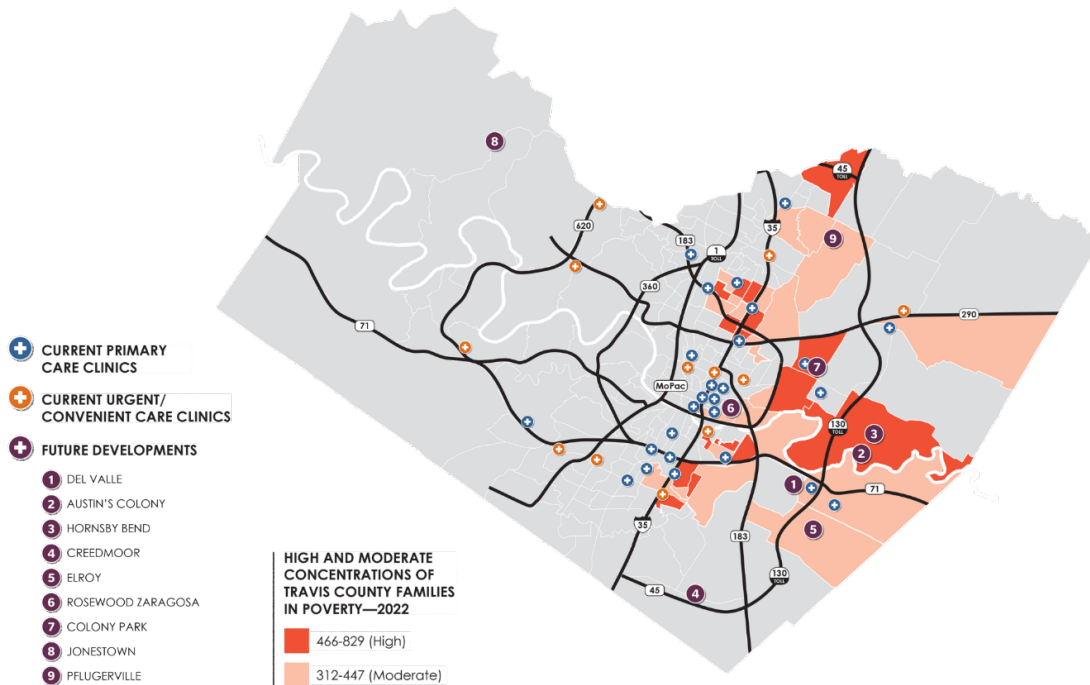 8
45
TOLL
35
9
620
183
1
TOLL
360
290
71
7
MoPac
6
130
TOLL
3
2
1
71
5
35
183
130
TOLL
45
4
CURRENT PRIMARY
CARE CLINICS
CURRENT URGENT/
CONVENIENT CARE CLINICS
FUTURE DEVELOPMENTS
1 DEL VALLE
2 AUSTIN'S COLONY
3 HORNSBY BEND
4 CREEDMOOR
5 ELROY
6 ROSEWOOD ZARAGOSA
7 COLONY PARK
8 JONESTOWN
9 PFLUGERVILLE
HIGH AND MODERATE
CONCENTRATIONS OF
TRAVIS COUNTY FAMILIES
IN POVERTY—2022
466-829 (High)
312-447 (Moderate)